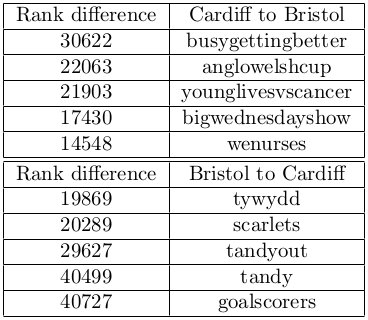 Rank difference Cardiff to Bristol
30622 busygettingbetter
22063 anglowelshcup
21903 younglivesvscancer
17430 bigwednesdayshow
14548 wenurses
Rank difference Bristol to Cardiff
19869 tywydd
20289 scarlets
29627 tandyout
40499 tandy
40727 goalscorers